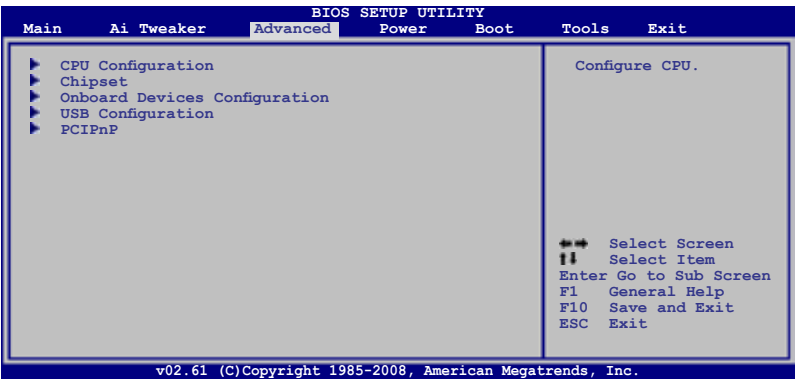 BIOS SETUP UTILITY
Main Ai Tweaker Advanced Power Boot Tools Exit
CPU Configuration
Chipset
Onboard Devices Configuration
USB Configuration
PCIPnP
Configure CPU.
Select Screen
Select Item
Enter Go to Sub Screen
F1 General Help
F10 Save and Exit
ESC Exit
v02.61 (C)Copyright 1985-2008, American Megatrends, Inc.